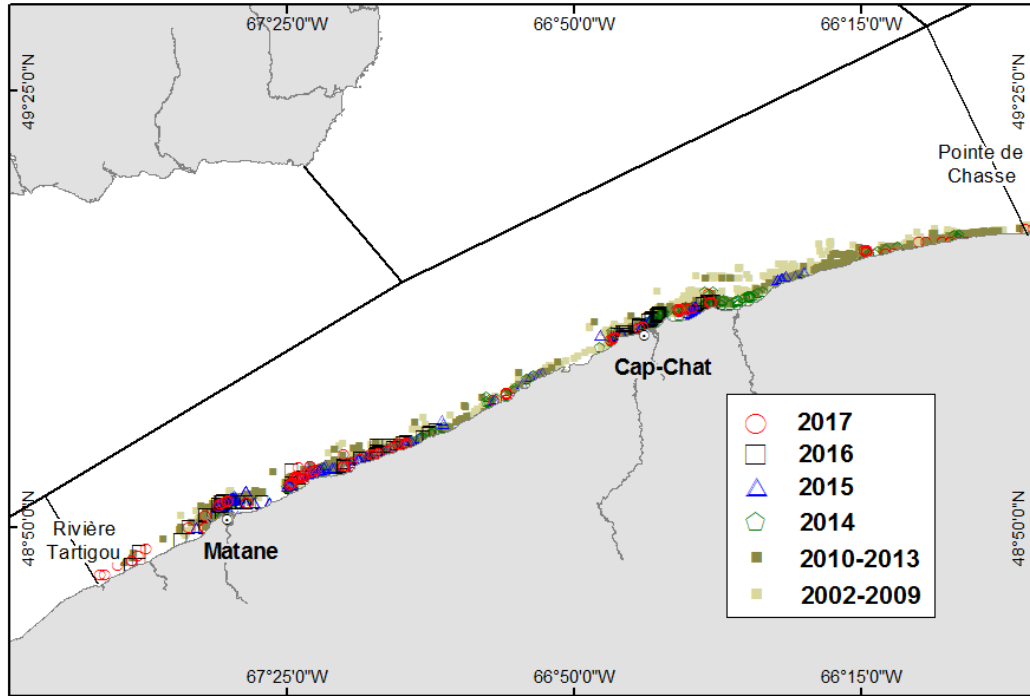 67°25'0"W
66°50'0"W
66°15'0"W
49°25'0"N
49°25'0"N
Pointe de
Chasse
Cap-Chat
2017
2016
2015
2014
2010-2013
2002-2009
48°50'0"N
Rivière
Tartigou
Matane
48°50'0"N
67°25'0"W
66°50'0"W
66°15'0"W